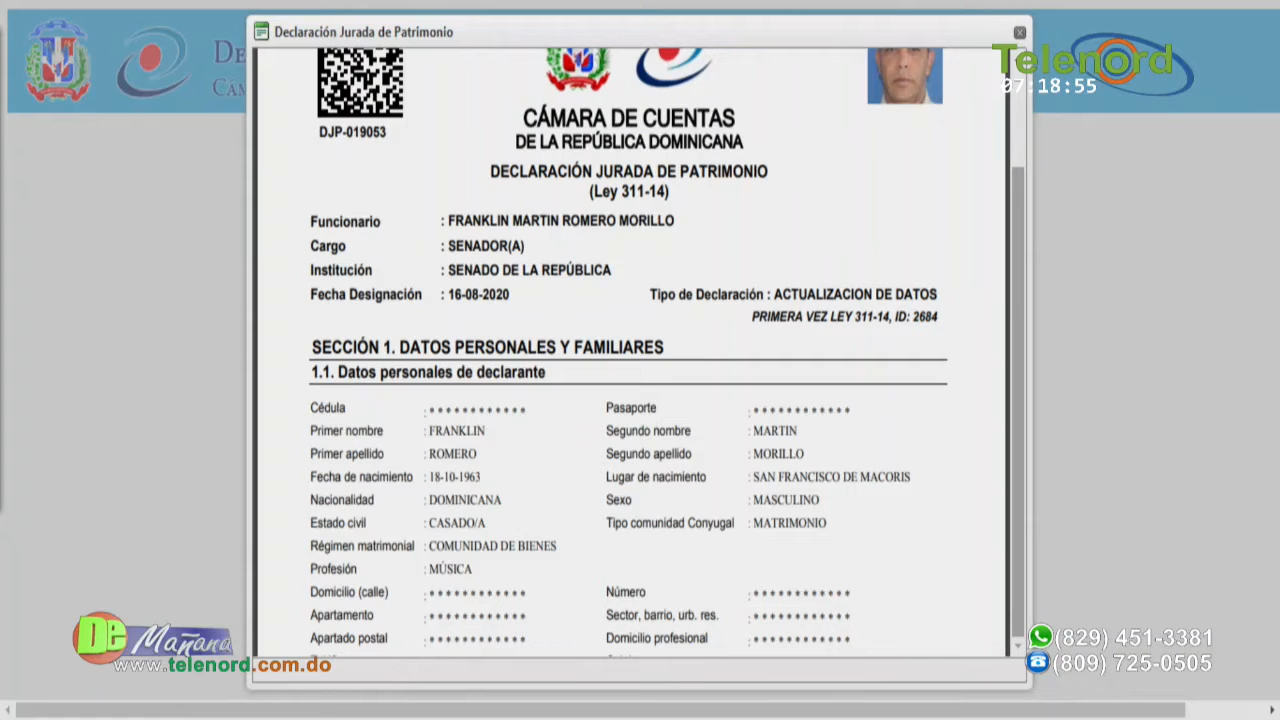 Declaración Jurada de Patrimonio
Telenord
07:18:55
DJP-019053
CÁMARA DE CUENTAS
DE LA REPÚBLICA DOMINICANA
DECLARACIÓN JURADA DE PATRIMONIO
(Ley 311-14)
Funcionario : FRANKLIN MARTIN ROMERO MORILLO
Cargo : SENADOR(A)
Institución : SENADO DE LA REPÚBLICA
Fecha Designación : 16-08-2020 Tipo de Declaración : ACTUALIZACION DE DATOS
PRIMERA VEZ LEY 311-14, ID: 2684
SECCIÓN 1. DATOS PERSONALES Y FAMILIARES
1.1. Datos personales de declarante
Cédula : ************ Pasaporte : ************
Primer nombre : FRANKLIN Segundo nombre : MARTIN
Primer apellido : ROMERO Segundo apellido : MORILLO
Fecha de nacimiento : 18-10-1963 Lugar de nacimiento : SAN FRANCISCO DE MACORIS
Nacionalidad : DOMINICANA Sexo : MASCULINO
Estado civil : CASADO/A Tipo comunidad Conyugal : MATRIMONIO
Régimen matrimonial : COMUNIDAD DE BIENES
Profesión : MÚSICA
Domicilio (calle) : ************ Número : ************
Apartamento : ************ Sector, barrio, urb. res. : ************
Apartado postal : ************ Domicilio profesional : ************
De Mañana
www.telenord.com.do
(829) 451-3381
(809) 725-0505